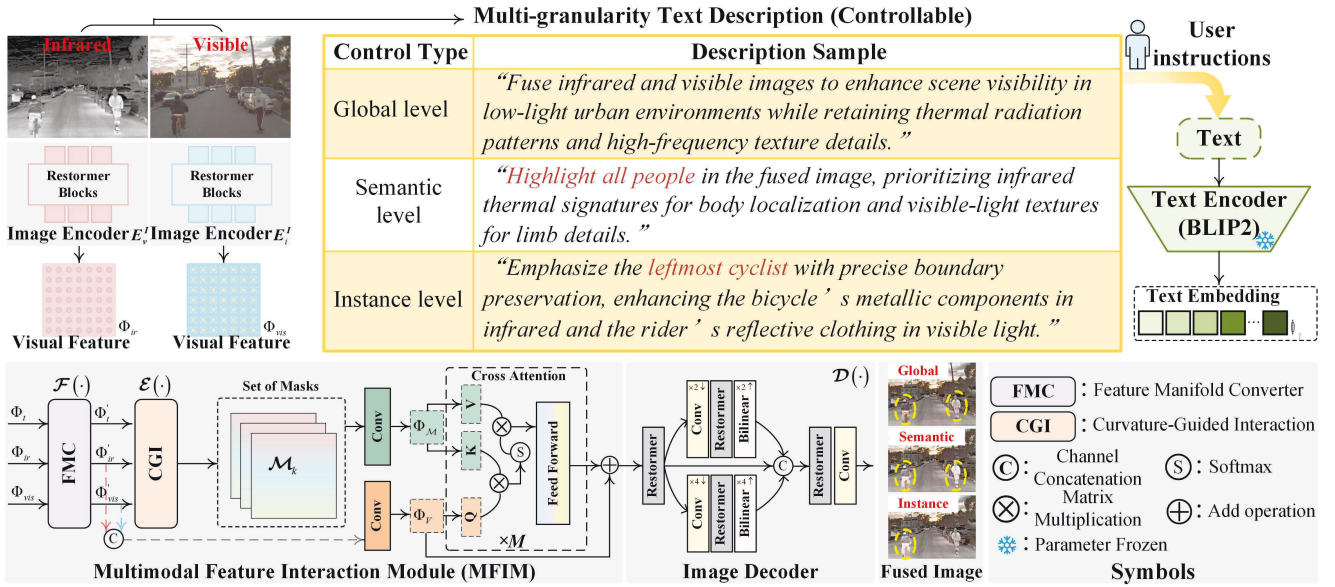 Multi-granularity Text Description (Controllable)
Infrared
Visible
Restormer
Blocks
Restormer
Blocks
Image Encoder E_v^I
Image Encoder E_i^I
Φ_ir
Visual Feature
Φ_vis
Visual Feature
Control Type
Description Sample
Global level
“Fuse infrared and visible images to enhance scene visibility in
low-light urban environments while retaining thermal radiation
patterns and high-frequency texture details.”
Semantic
level
“Highlight all people in the fused image, prioritizing infrared
thermal signatures for body localization and visible-light textures
for limb details.”
Instance level
“Emphasize the leftmost cyclist with precise boundary
preservation, enhancing the bicycle’s metallic components in
infrared and the rider’s reflective clothing in visible light.”
User
instructions
Text
Text Encoder
(BLIP2)
Text Embedding
...
F(·)
E(·)
Φ_t
Φ_ir
Φ_vis
FMC
Φ'_t
Φ'_ir
Φ'_vis
CGI
C
Set of Masks
M_k
Conv
Conv
Φ_M
Φ_V
Cross Attention
V
K
Q
S
Feed Forward
×M
Multimodal Feature Interaction Module (MFIM)
Restormer
×2↓
Conv
Restormer
×2↑
Bilinear
×4↓
Conv
Restormer
×4↑
Bilinear
C
Restormer
Conv
D(·)
Image Decoder
Global
Semantic
Instance
Fused Image
FMC : Feature Manifold Converter
CGI : Curvature-Guided Interaction
C : Channel
Concatenation
S : Softmax
⊗ : Matrix
Multiplication
⊕ : Add operation
: Parameter Frozen
Symbols